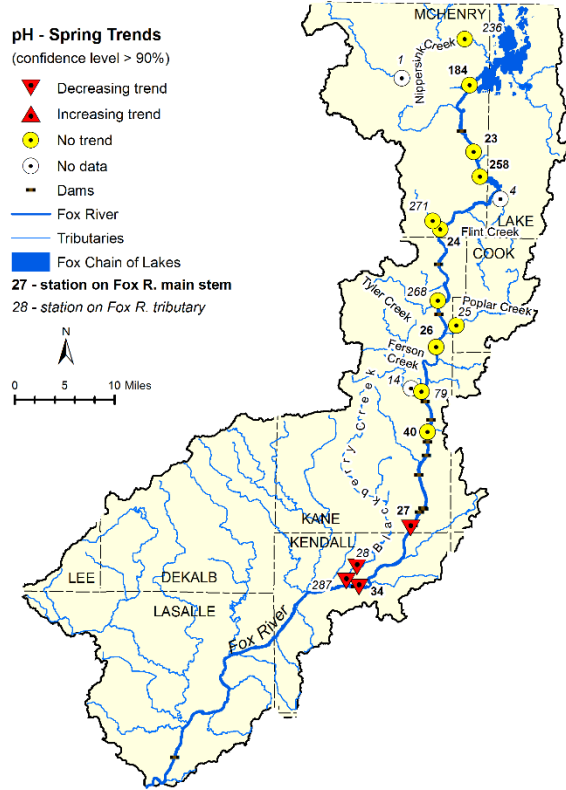 pH - Spring Trends
(confidence level > 90%)
Decreasing trend
Increasing trend
No trend
No data
Dams
Fox River
Tributaries
Fox Chain of Lakes
27 - station on Fox R. main stem
28 - station on Fox R. tributary
N
0 5 10 Miles
MCHENRY
236
Nippersink Creek
1
184
23
258
4
271
LAKE
24
Flint Creek
COOK
Tyler Creek
268
Poplar Creek
25
26
Ferson
Creek
14
79
40
Blackberry Creek
27
KANE
KENDALL
28
287
34
LEE
DEKALB
LASALLE
Fox River